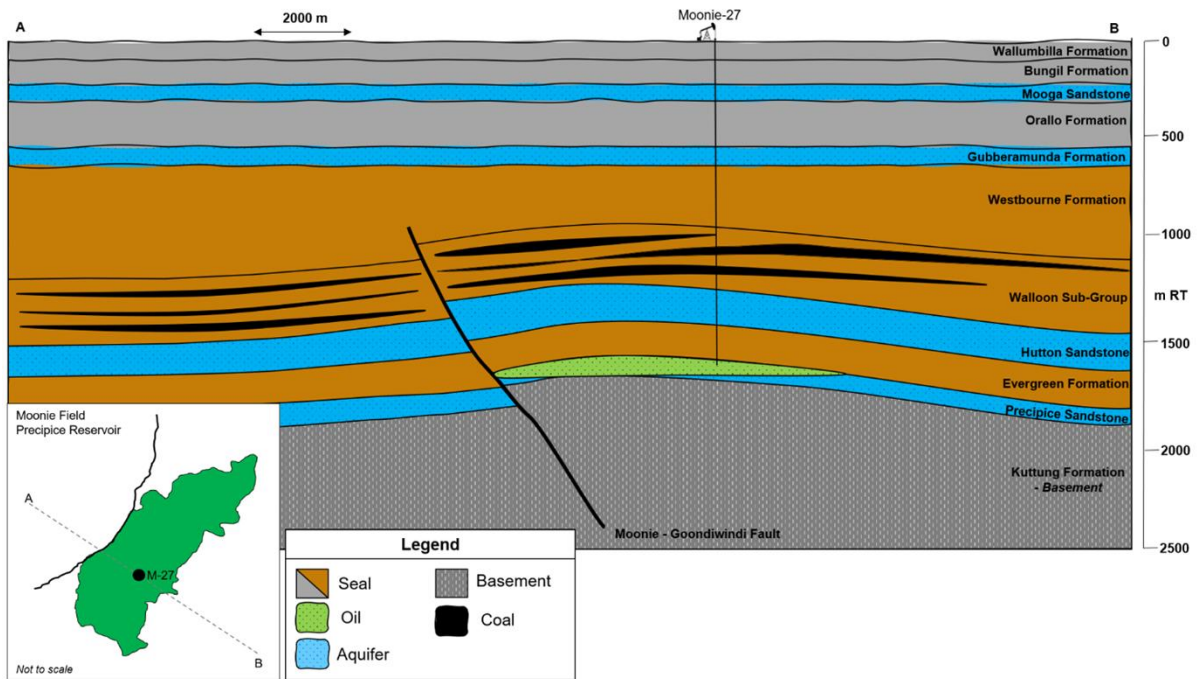 A
2000 m
Moonie-27
B
0
Wallumbilla Formation
Bungil Formation
Mooga Sandstone
Orallo Formation
500
Gubberamunda Formation
Westbourne Formation
1000
Walloon Sub-Group
m RT
1500
Hutton Sandstone
Evergreen Formation
Precipice Sandstone
2000
Kuttung Formation
- Basement
Moonie - Goondiwindi Fault
2500
Moonie Field
Precipice Reservoir
A
M-27
B
Not to scale
Legend
Seal
Basement
Oil
Coal
Aquifer